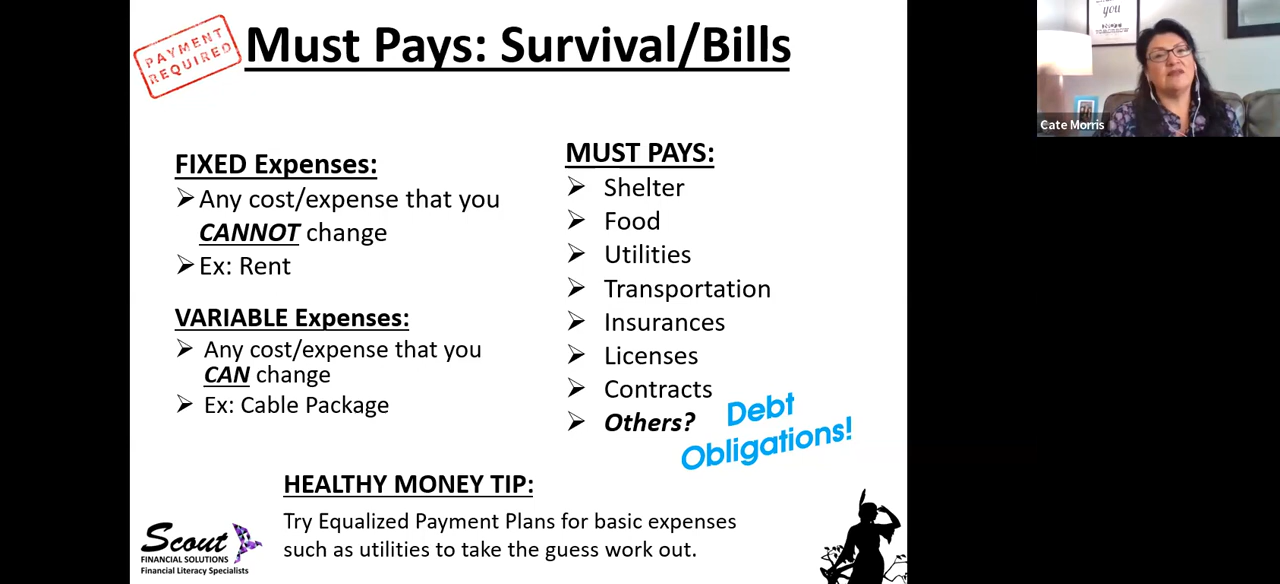 PAYMENT
REQUIRED
Must Pays: Survival/Bills
FIXED Expenses:
Any cost/expense that you
CANNOT change
Ex: Rent
VARIABLE Expenses:
Any cost/expense that you
CAN change
Ex: Cable Package
MUST PAYS:
Shelter
Food
Utilities
Transportation
Insurances
Licenses
Contracts
Others?
Debt
Obligations!
HEALTHY MONEY TIP:
Try Equalized Payment Plans for basic expenses
such as utilities to take the guess work out.
Scout
FINANCIAL SOLUTIONS
Financial Literacy Specialists
you
Cate Morris